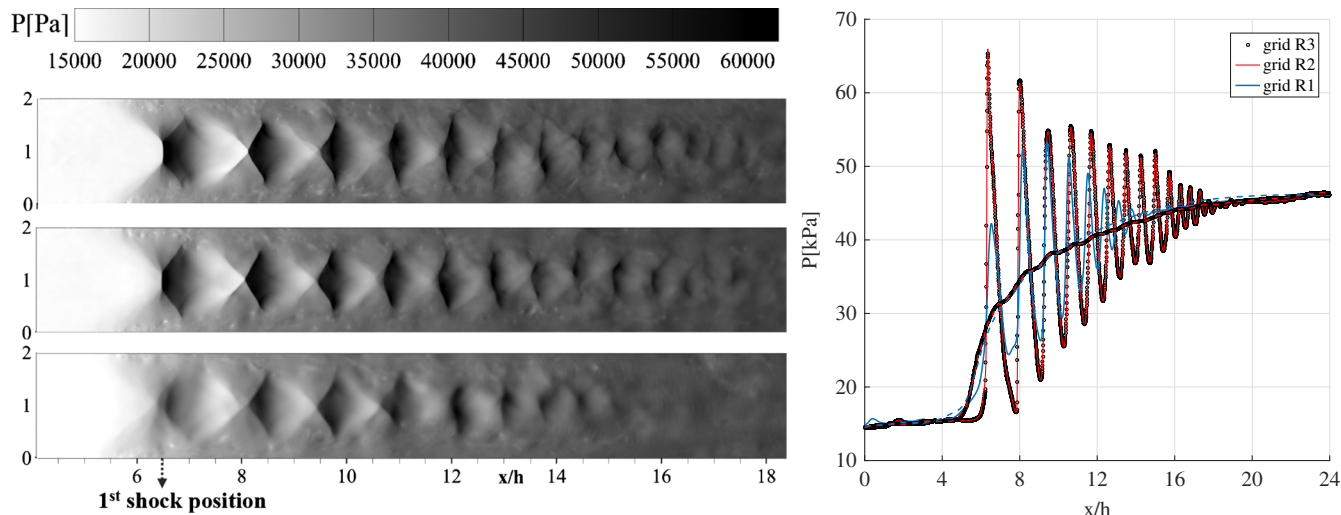 P[Pa]
15000 20000 25000 30000 35000 40000 45000 50000 55000 60000
2
1
0
2
1
0
2
1
0
6 8 10 12 x/h 14 16 18
1st shock position
70
60
50
40
30
20
10
P[kPa]
0 4 8 12 16 20 24
x/h
grid R3
grid R2
grid R1